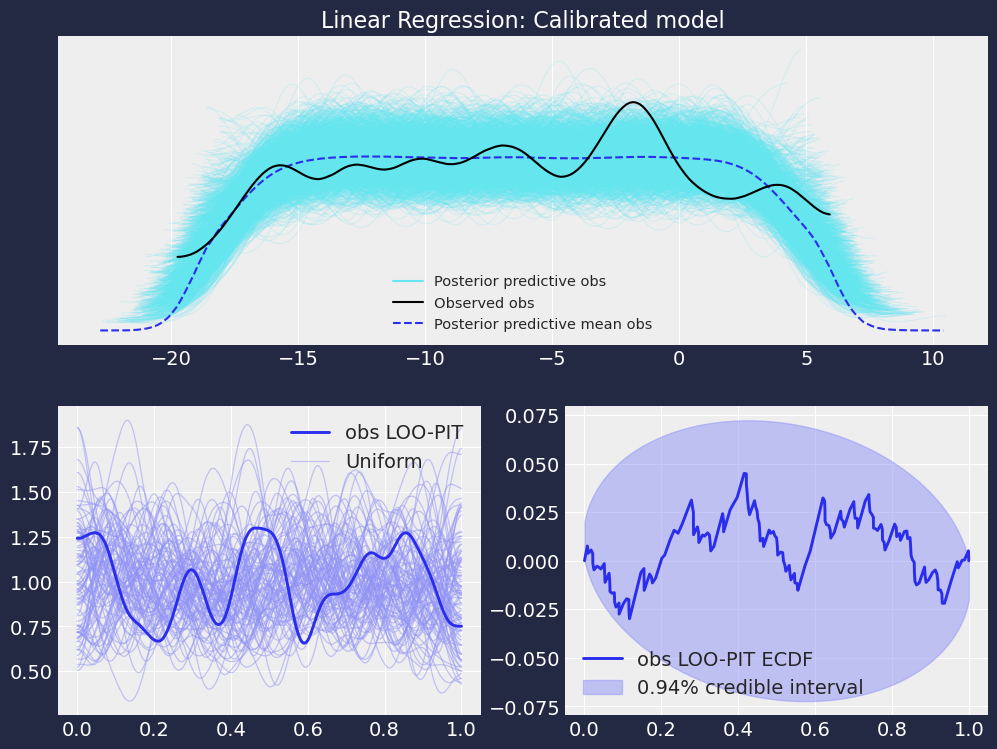 Linear Regression: Calibrated model
Posterior predictive obs
Observed obs
Posterior predictive mean obs
−20 −15 −10 −5 0 5 10
obs LOO-PIT
Uniform
1.75
1.50
1.25
1.00
0.75
0.50
0.0 0.2 0.4 0.6 0.8 1.0
0.075
0.050
0.025
0.000
−0.025
−0.050
−0.075
obs LOO-PIT ECDF
0.94% credible interval
0.0 0.2 0.4 0.6 0.8 1.0